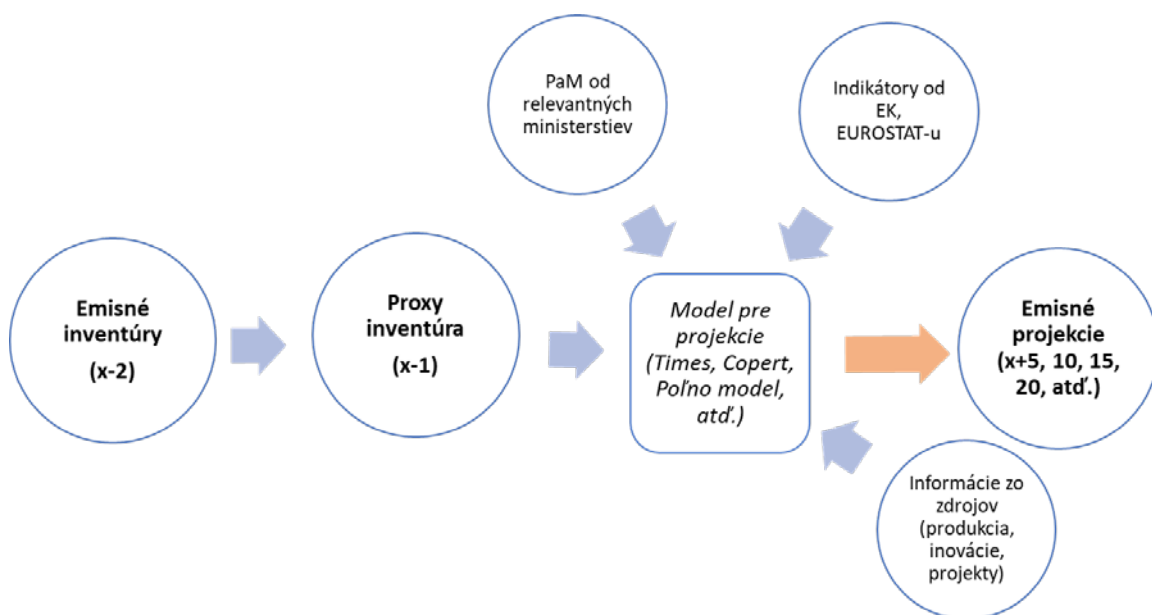 PaM od
relevantných
ministerstiev
Indikátory od
EK,
EUROSTAT-u
Emisné
inventúry
(x-2)
Proxy
inventúra
(x-1)
Model pre
projekcie
(Times, Copert,
Poľno model,
atď.)
Emisné
projekcie
(x+5, 10, 15,
20, atď.)
Informácie zo
zdrojov
(produkcia,
inovácie,
projekty)